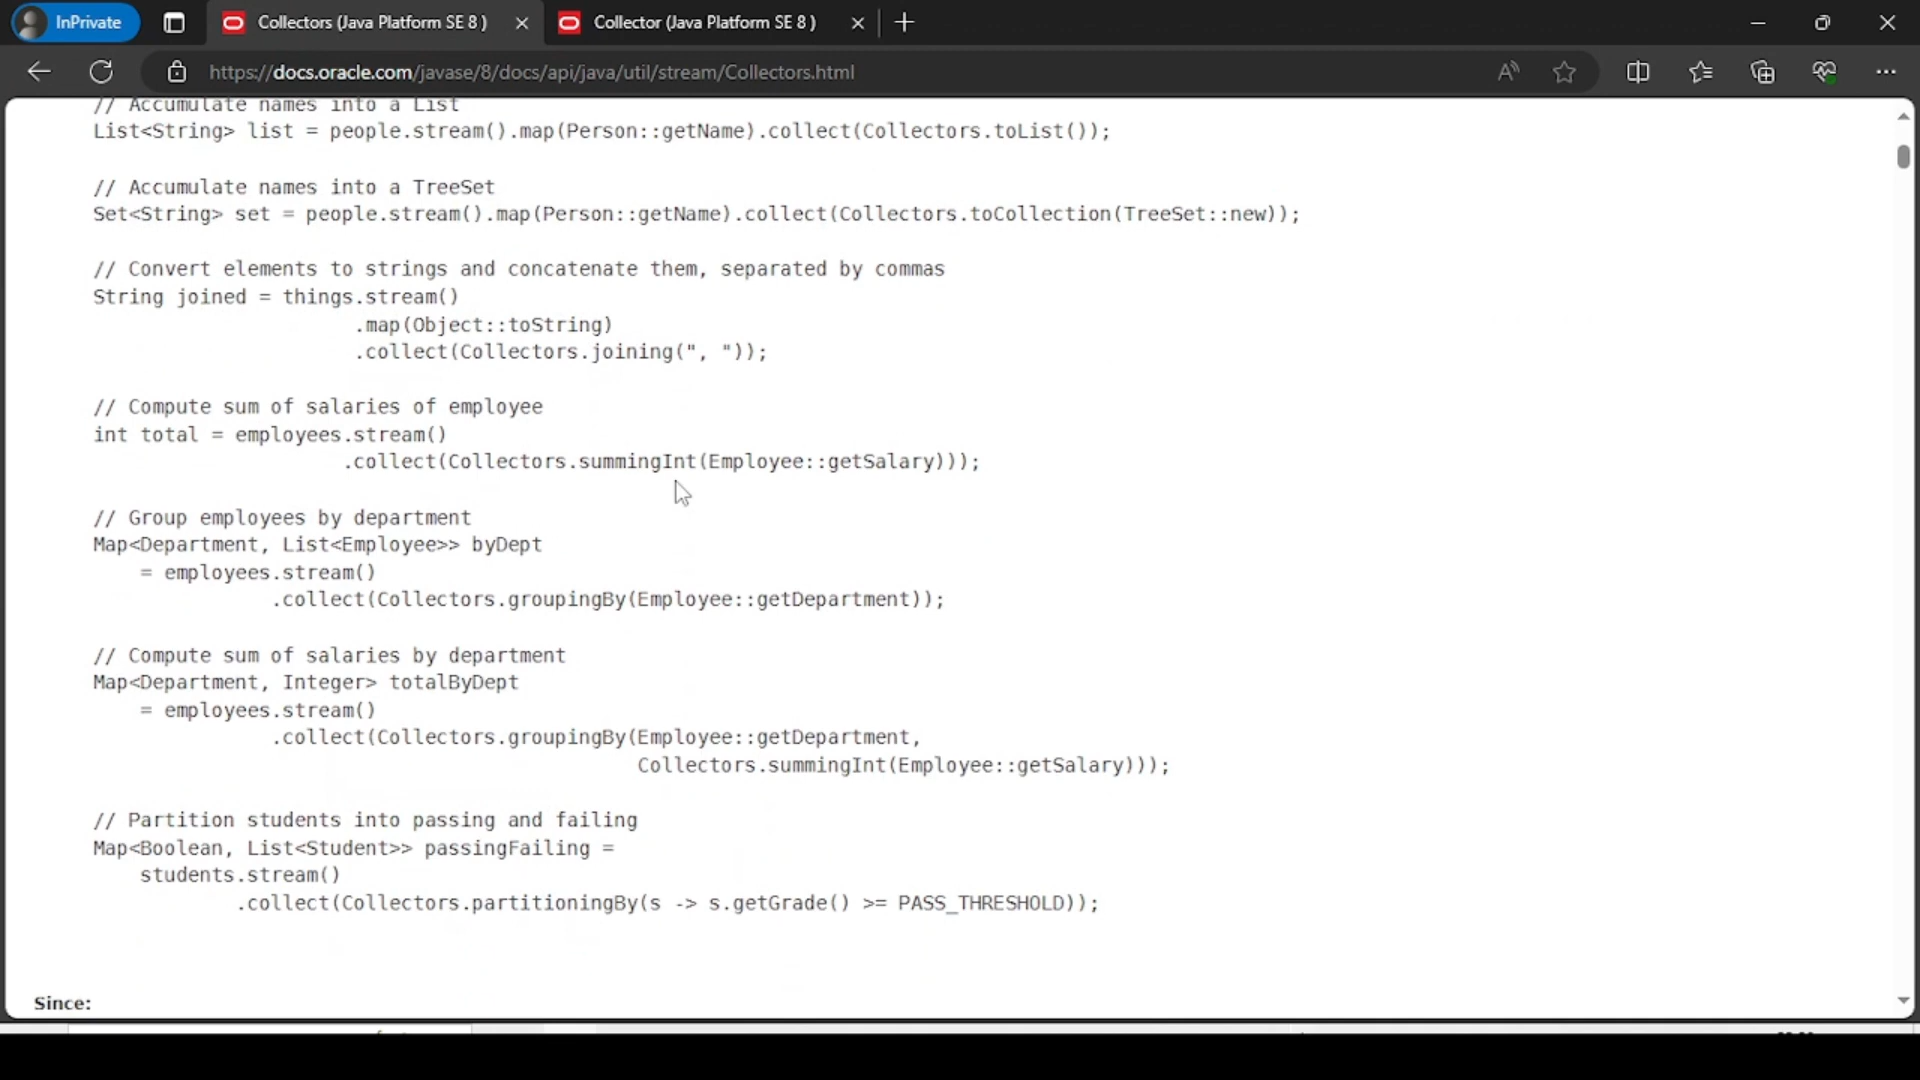 InPrivate
Collectors (Java Platform SE 8 )
Collector (Java Platform SE 8 )
https://docs.oracle.com/javase/8/docs/api/java/util/stream/Collectors.html
// Accumulate names into a List
List<String> list = people.stream().map(Person::getName).collect(Collectors.toList());
// Accumulate names into a TreeSet
Set<String> set = people.stream().map(Person::getName).collect(Collectors.toCollection(TreeSet::new));
// Convert elements to strings and concatenate them, separated by commas
String joined = things.stream()
.map(Object::toString)
.collect(Collectors.joining(", "));
// Compute sum of salaries of employee
int total = employees.stream()
.collect(Collectors.summingInt(Employee::getSalary)));
// Group employees by department
Map<Department, List<Employee>> byDept
= employees.stream()
.collect(Collectors.groupingBy(Employee::getDepartment));
// Compute sum of salaries by department
Map<Department, Integer> totalByDept
= employees.stream()
.collect(Collectors.groupingBy(Employee::getDepartment,
Collectors.summingInt(Employee::getSalary)));
// Partition students into passing and failing
Map<Boolean, List<Student>> passingFailing =
students.stream()
.collect(Collectors.partitioningBy(s -> s.getGrade() >= PASS_THRESHOLD));
Since: